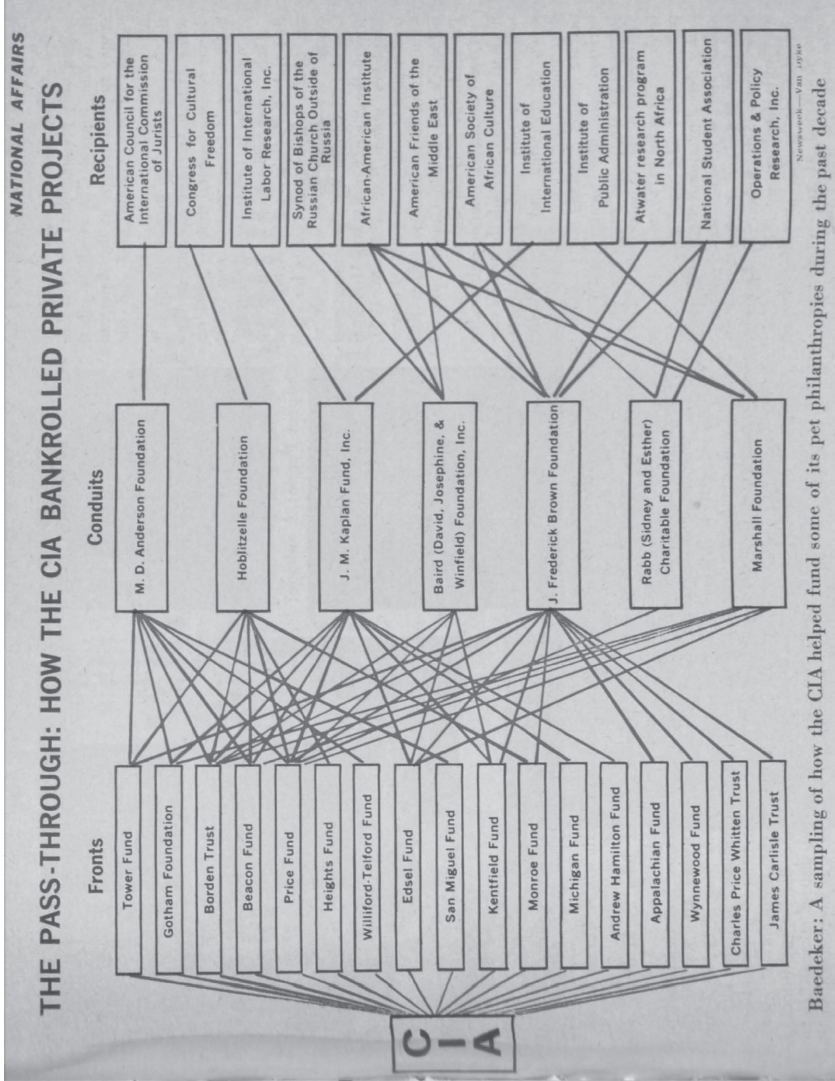 NATIONAL AFFAIRS
THE PASS-THROUGH: HOW THE CIA BANKROLLED PRIVATE PROJECTS
Fronts
Conduits
Recipients
CIA
Tower Fund
Gotham Foundation
Borden Trust
Beacon Fund
Price Fund
Heights Fund
Williford-Telford Fund
Edsel Fund
San Miguel Fund
Kentfield Fund
Monroe Fund
Michigan Fund
Andrew Hamilton Fund
Appalachian Fund
Wynnewood Fund
Charles Price Whitten Trust
James Carlisle Trust
M. D. Anderson Foundation
Hoblitzelle Foundation
J. M. Kaplan Fund, Inc.
Baird (David, Josephine, &
Winfield) Foundation, Inc.
J. Frederick Brown Foundation
Rabb (Sidney and Esther)
Charitable Foundation
Marshall Foundation
American Council for the
International Commission
of Jurists
Congress for Cultural
Freedom
Institute of International
Labor Research, Inc.
Synod of Bishops of the
Russian Church Outside of
Russia
African-American Institute
American Friends of the
Middle East
American Society of
African Culture
Institute of
International Education
Institute of
Public Administration
Atwater research program
in North Africa
National Student Association
Operations & Policy
Research, Inc.
Newsweek—Van
Baedeker: A sampling of how the CIA helped fund some of its pet philanthropies during the past decade